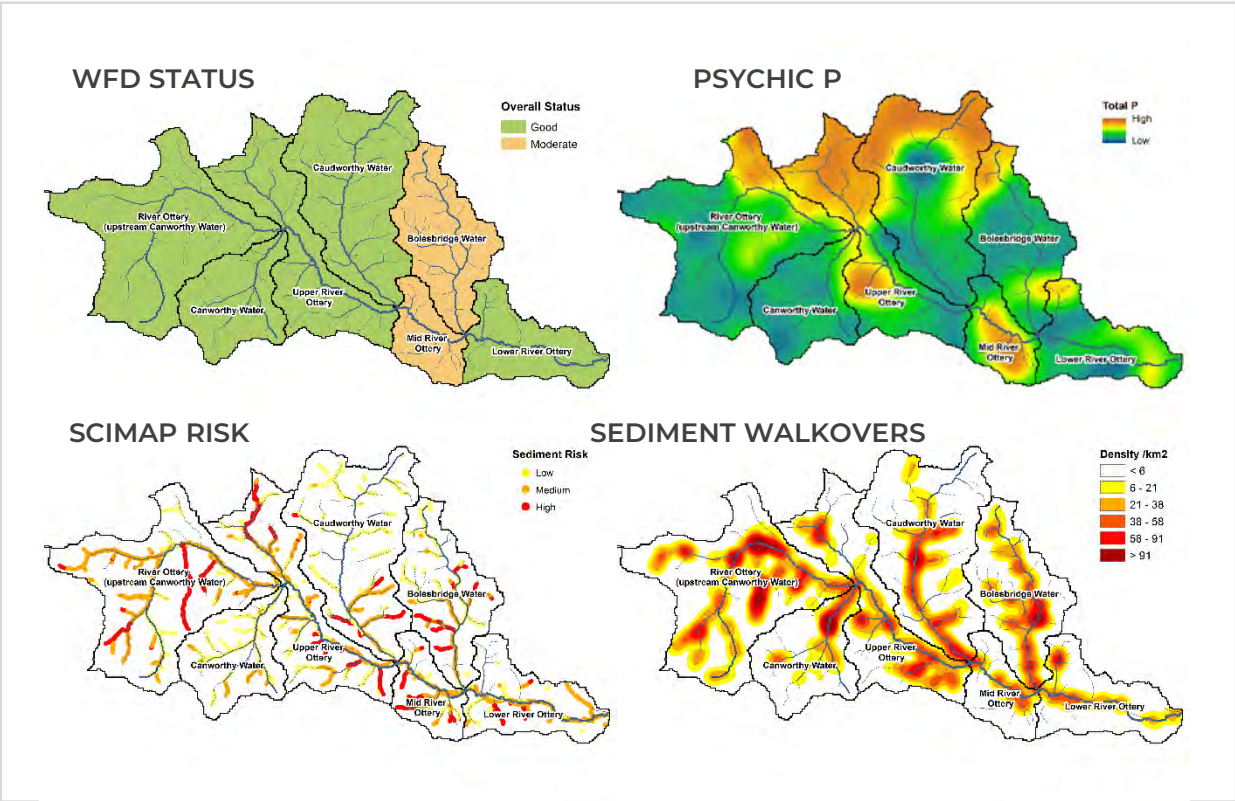 WFD STATUS
Overall Status
Good
Moderate
Caudworthy Water
River Ottery
(upstream Canworthy Water)
Bolesbridge Water
Canworthy Water
Upper River
Ottery
Mid River
Ottery
Lower River Ottery
PSYCHIC P
Total P
High
Low
Caudworthy Water
River Ottery
(upstream Canworthy Water)
Bolesbridge Water
Canworthy Water
Upper River
Ottery
Mid River
Ottery
Lower River Ottery
SCIMAP RISK
Sediment Risk
Low
Medium
High
Caudworthy Water
River Ottery
(upstream Canworthy Water)
Bolesbridge Water
Canworthy Water
Upper River
Ottery
Mid River
Ottery
Lower River Ottery
SEDIMENT WALKOVERS
Density /km2
< 6
6 - 21
21 - 38
38 - 58
58 - 91
> 91
Caudworthy Water
River Ottery
(upstream Canworthy Water)
Bolesbridge Water
Canworthy Water
Upper River
Ottery
Mid River
Ottery
Lower River Ottery